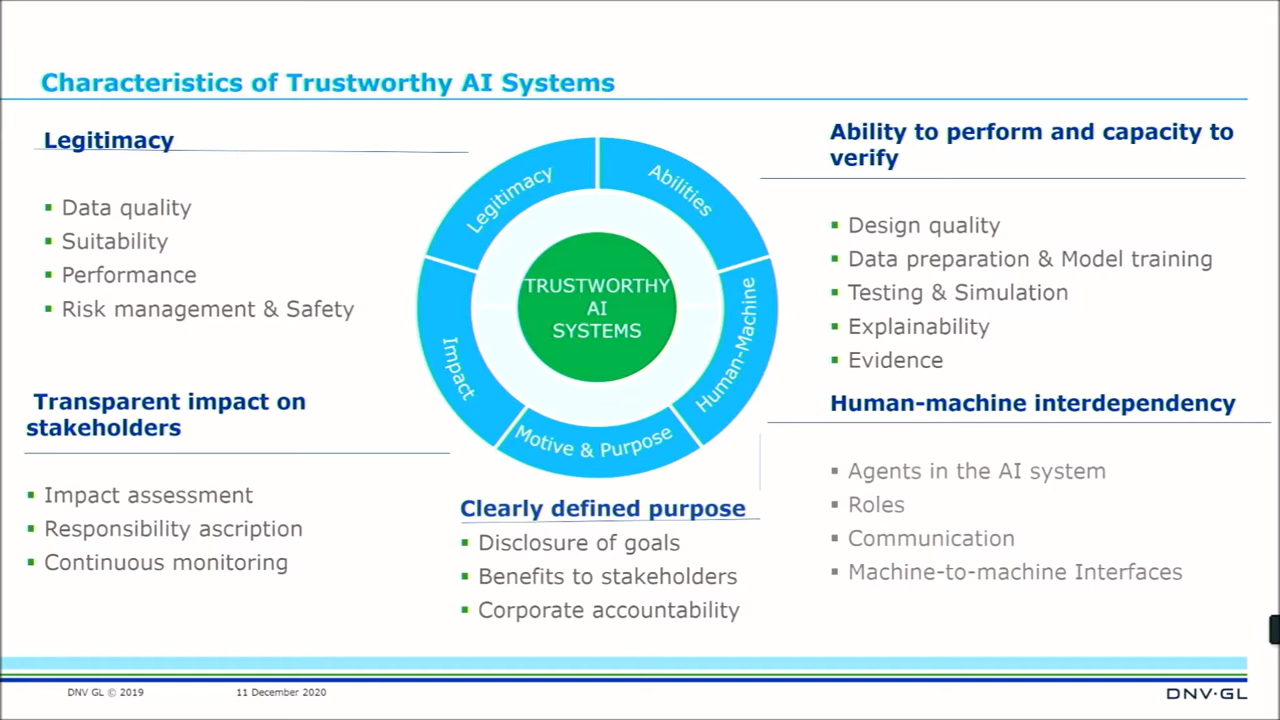 Characteristics of Trustworthy AI Systems
Legitimacy
Data quality
Suitability
Performance
Risk management & Safety
Transparent impact on
stakeholders
Impact assessment
Responsibility ascription
Continuous monitoring
Legitimacy
Abilities
Human-Machine
Motive & Purpose
Impact
TRUSTWORTHY
AI
SYSTEMS
Clearly defined purpose
Disclosure of goals
Benefits to stakeholders
Corporate accountability
Ability to perform and capacity to
verify
Design quality
Data preparation & Model training
Testing & Simulation
Explainability
Evidence
Human-machine interdependency
Agents in the AI system
Roles
Communication
Machine-to-machine Interfaces
DNV GL © 2019
11 December 2020
DNV·GL